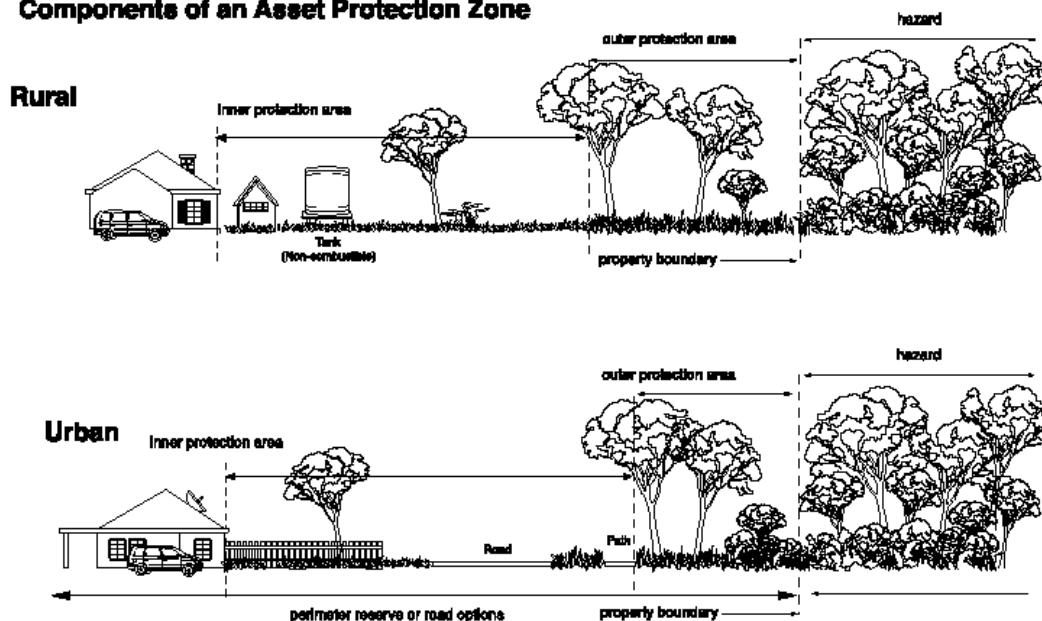 Components of an Asset Protection Zone
hazard
outer protection area
Rural
inner protection area
Tank
(Non-combustible)
property boundary
hazard
outer protection area
Urban
inner protection area
Road
Path
perimeter reserve or road options
property boundary